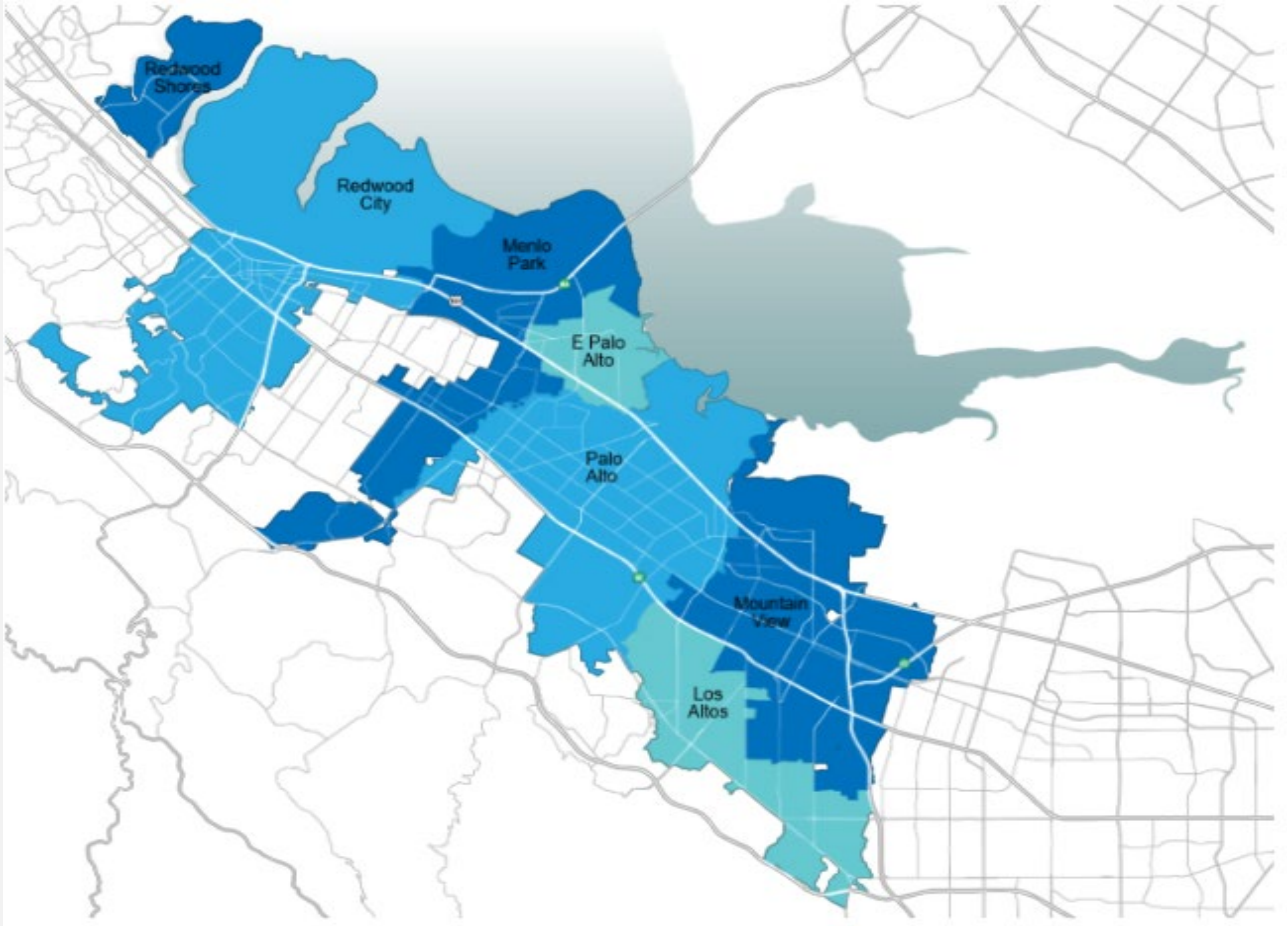 Redwood
Shores
Redwood
City
Menlo
Park
E Palo
Alto
Palo
Alto
Mountain
View
Los
Altos